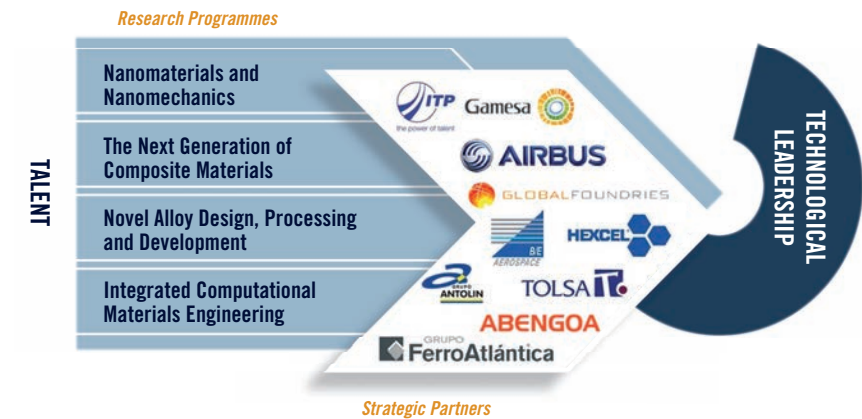 Research Programmes
TALENT
Nanomaterials and
Nanomechanics
The Next Generation of
Composite Materials
Novel Alloy Design, Processing
and Development
Integrated Computational
Materials Engineering
ITP
the power of talent
Gamesa
AIRBUS
GLOBALFOUNDRIES
BE
AEROSPACE
HEXCEL
GRUPO
ANTOLIN
TOLSA
ABENGOA
GRUPO
FerroAtlántica
TECHNOLOGICAL
LEADERSHIP
Strategic Partners